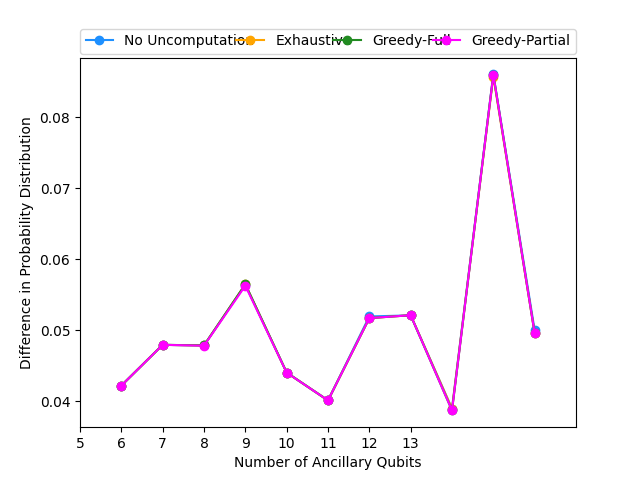 No Uncomputation Exhaustive Greedy-Full Greedy-Partial
0.08
0.07
0.06
0.05
0.04
Difference in Probability Distribution
5 6 7 8 9 10 11 12 13
Number of Ancillary Qubits